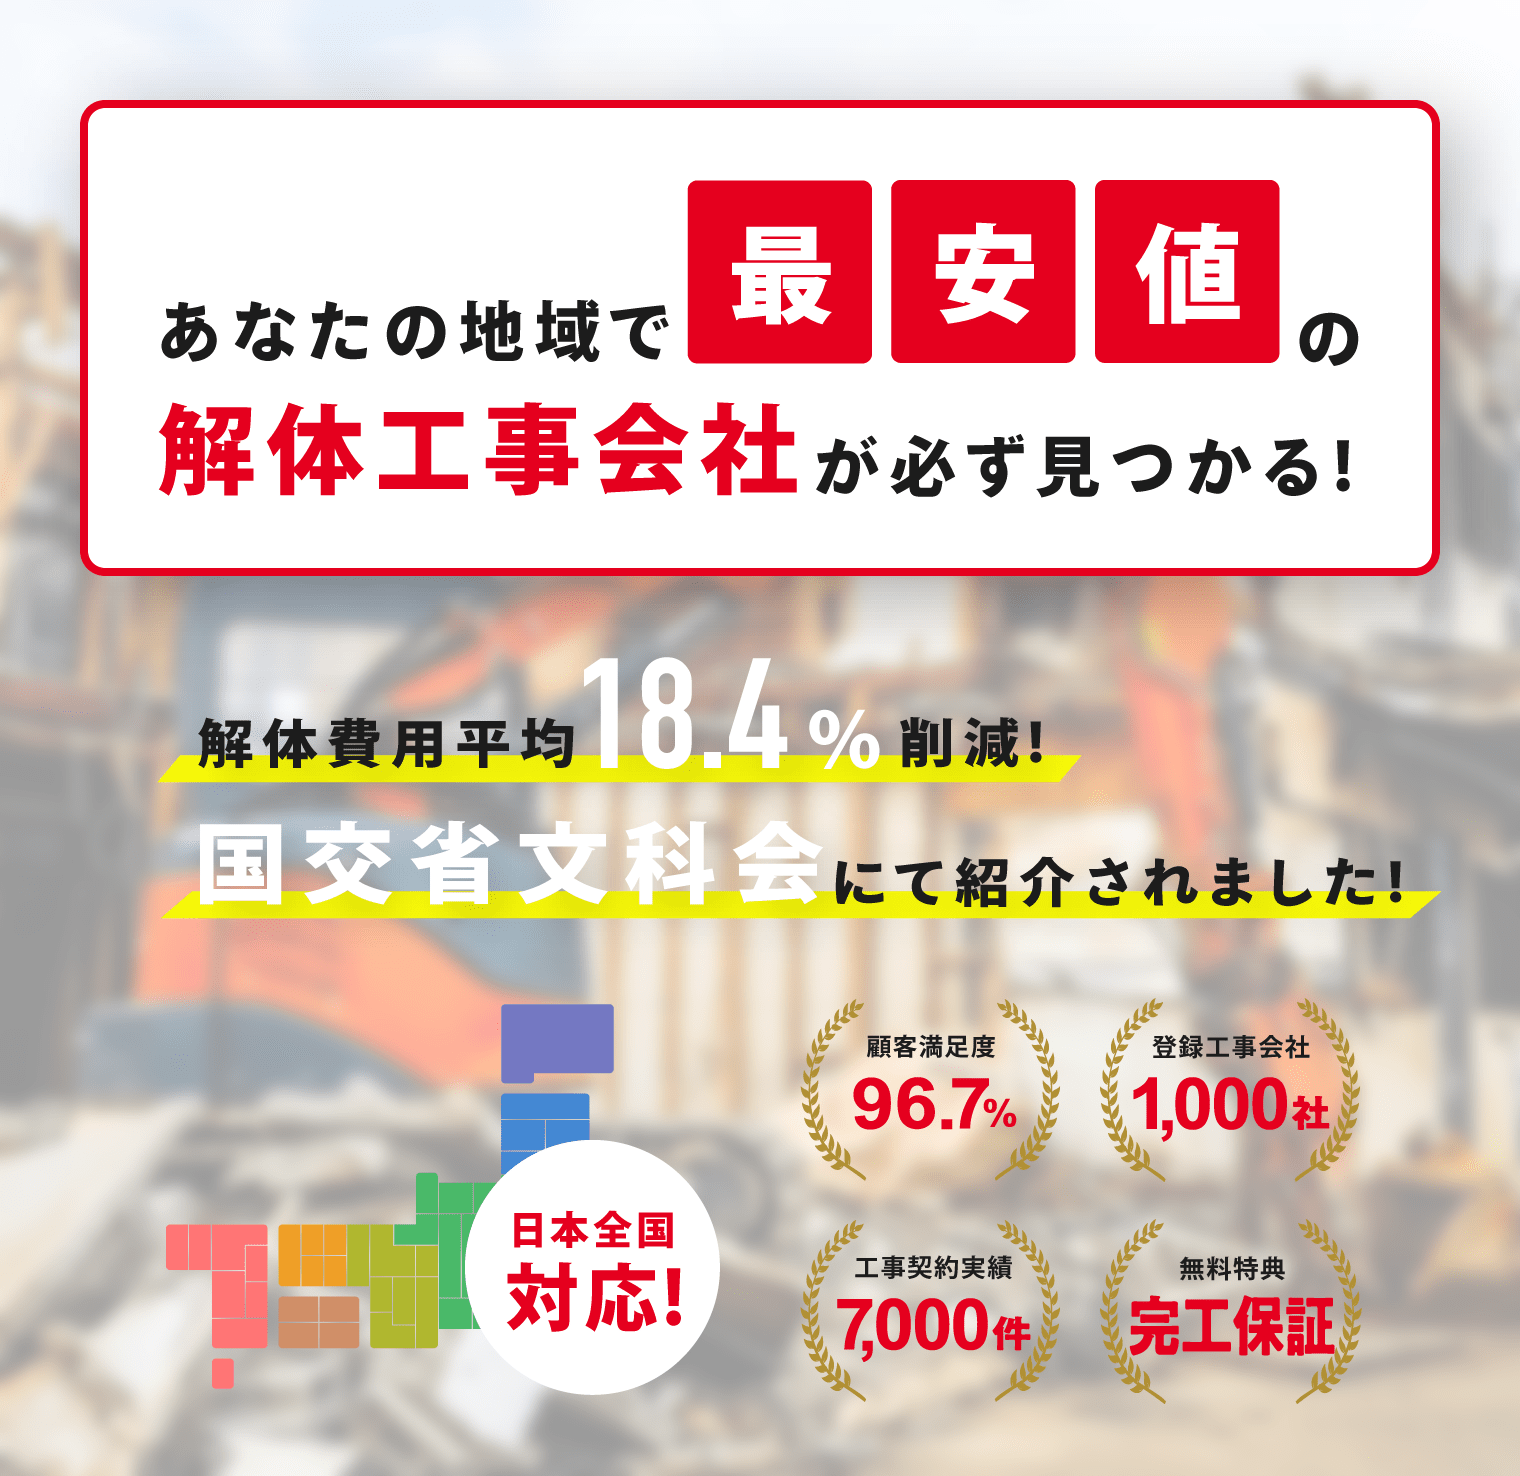 あなたの地域で最安値の
解体工事会社が必ず見つかる!
解体費用平均18.4%削減!
国交省文科会にて紹介されました!
日本全国
対応!
顧客満足度
96.7%
登録工事会社
1,000社
工事契約実績
7,000件
無料特典
完工保証